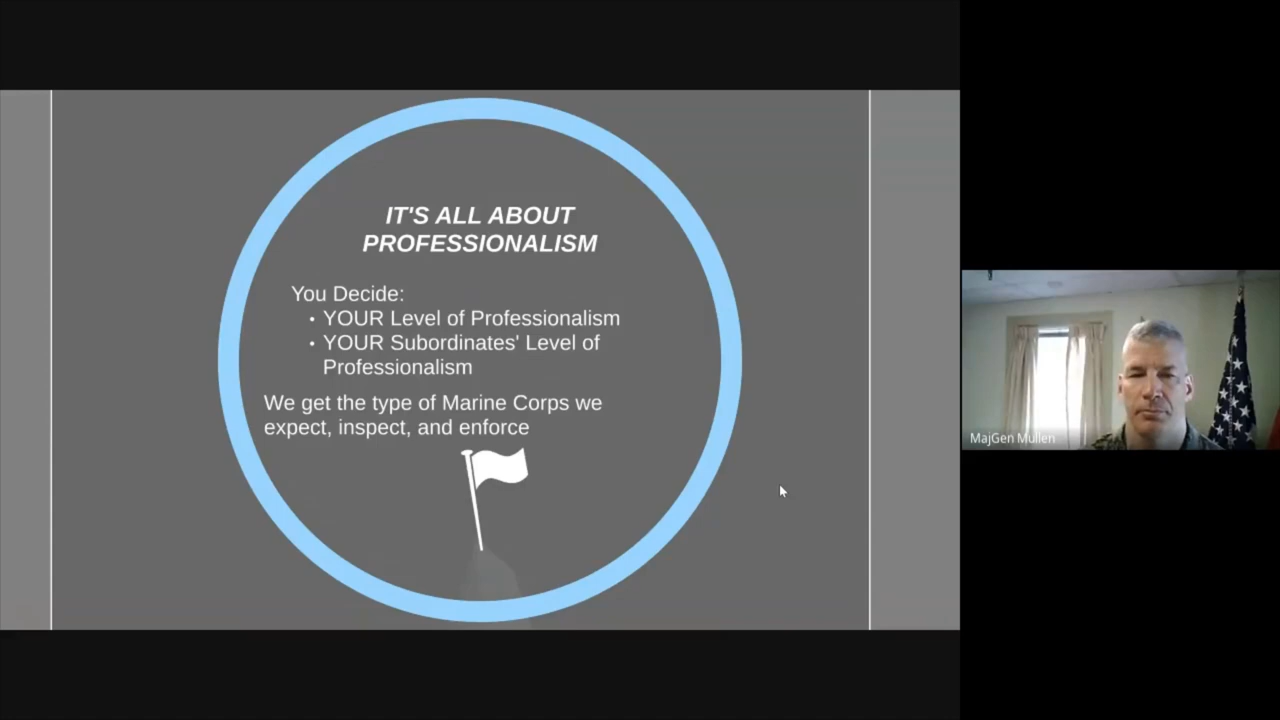 IT'S ALL ABOUT
PROFESSIONALISM
You Decide:
• YOUR Level of Professionalism
• YOUR Subordinates' Level of
Professionalism
We get the type of Marine Corps we
expect, inspect, and enforce
MajGen Mullen